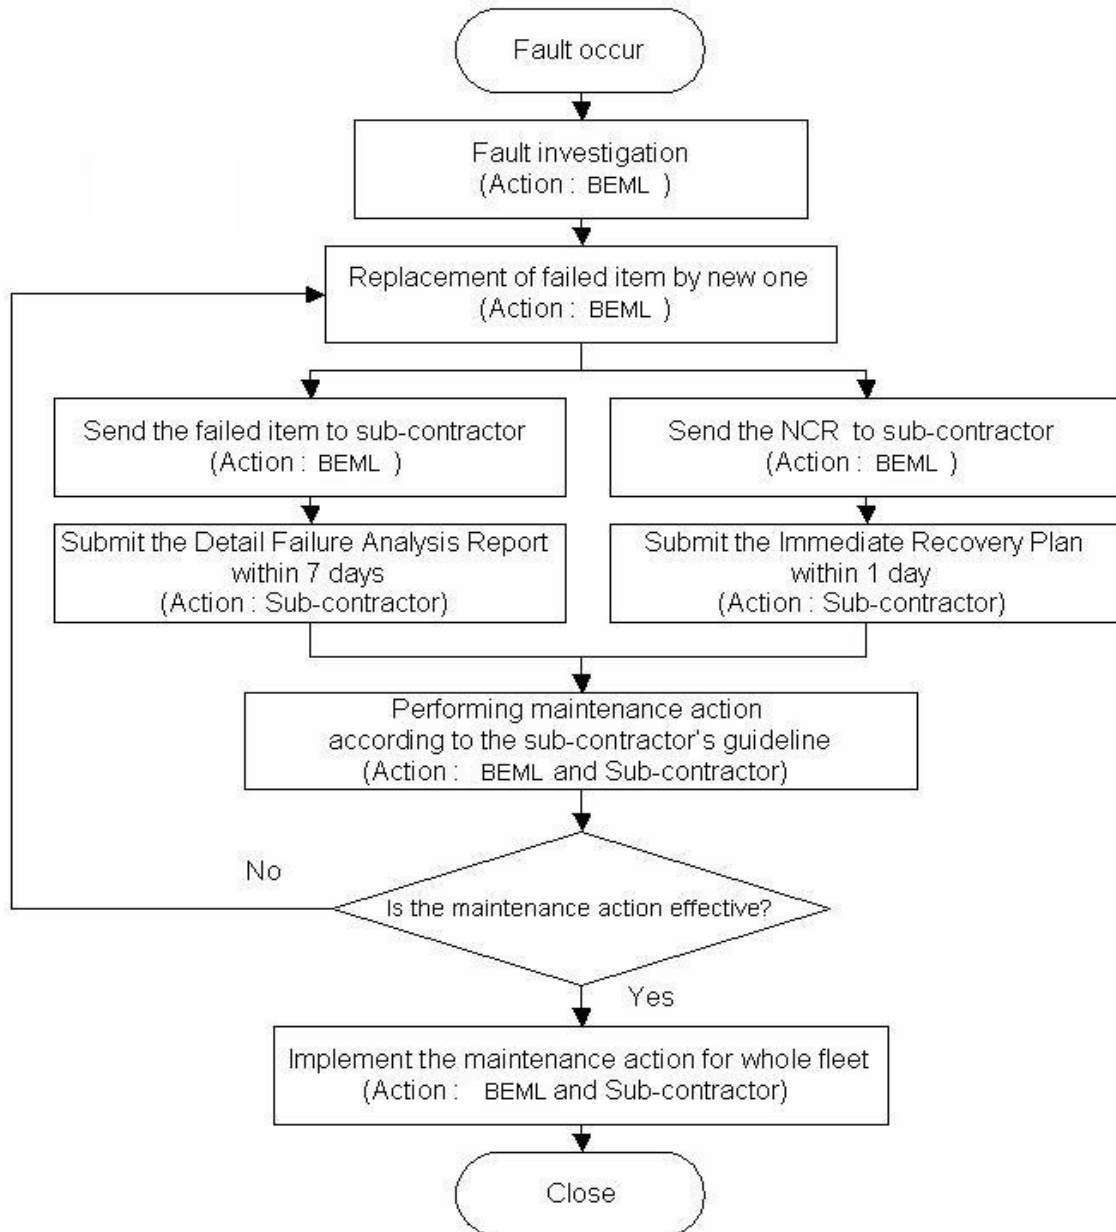 Fault occur
Fault investigation
(Action : BEML )
Replacement of failed item by new one
(Action : BEML )
Send the failed item to sub-contractor
(Action : BEML )
Send the NCR to sub-contractor
(Action : BEML )
Submit the Detail Failure Analysis Report
within 7 days
(Action : Sub-contractor)
Submit the Immediate Recovery Plan
within 1 day
(Action : Sub-contractor)
Performing maintenance action
according to the sub-contractor's guideline
(Action : BEML and Sub-contractor)
No
Is the maintenance action effective?
Yes
Implement the maintenance action for whole fleet
(Action : BEML and Sub-contractor)
Close